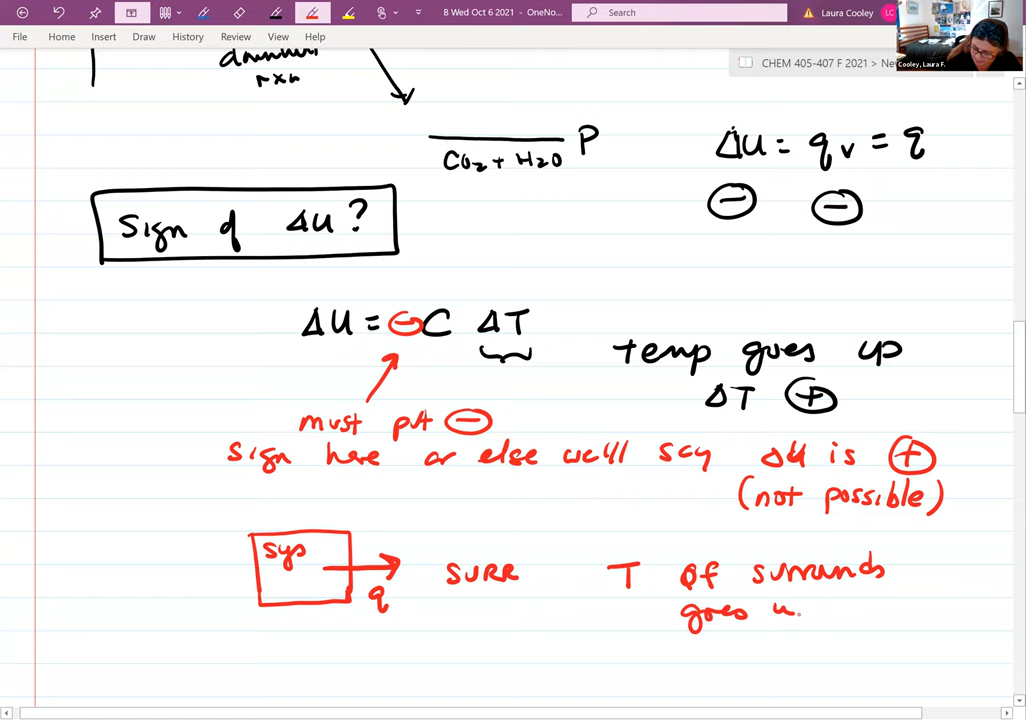 B Wed Oct 6 2021 - OneNo...
Search
Laura Cooley
LC
File Home Insert Draw History Review View Help
CHEM 405-407 F 2021 > Ne
Cooley, Laura F.
rxn
P
CO2 + H2O
ΔU = qv = q
⊖ ⊖
Sign of ΔU?
ΔU = ⊖C ΔT
temp goes up
ΔT ⊕
must put ⊖
sign here or else we'll say ΔU is ⊕
(not possible)
sys
q
SURR
T of surrounds
goes u